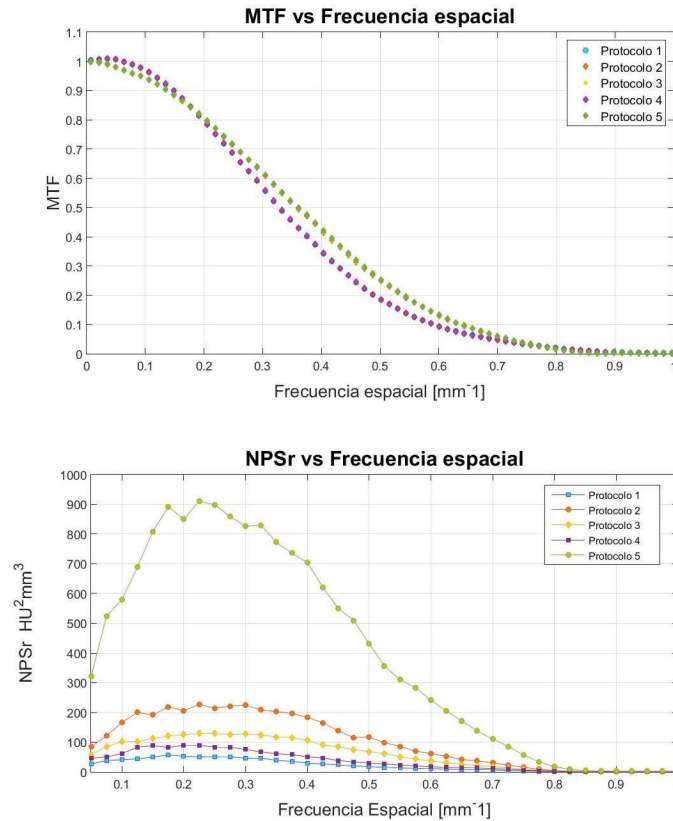 MTF vs Frecuencia espacial
1.1
1
0.9
0.8
0.7
0.6
0.5
0.4
0.3
0.2
0.1
0
MTF
Protocolo 1
Protocolo 2
Protocolo 3
Protocolo 4
Protocolo 5
0 0.1 0.2 0.3 0.4 0.5 0.6 0.7 0.8 0.9 1
Frecuencia espacial [mm-1]
NPSr vs Frecuencia espacial
1000
900
800
700
600
500
400
300
200
100
0
NPSr HU²mm³
Protocolo 1
Protocolo 2
Protocolo 3
Protocolo 4
Protocolo 5
0.1 0.2 0.3 0.4 0.5 0.6 0.7 0.8 0.9
Frecuencia Espacial [mm-1]